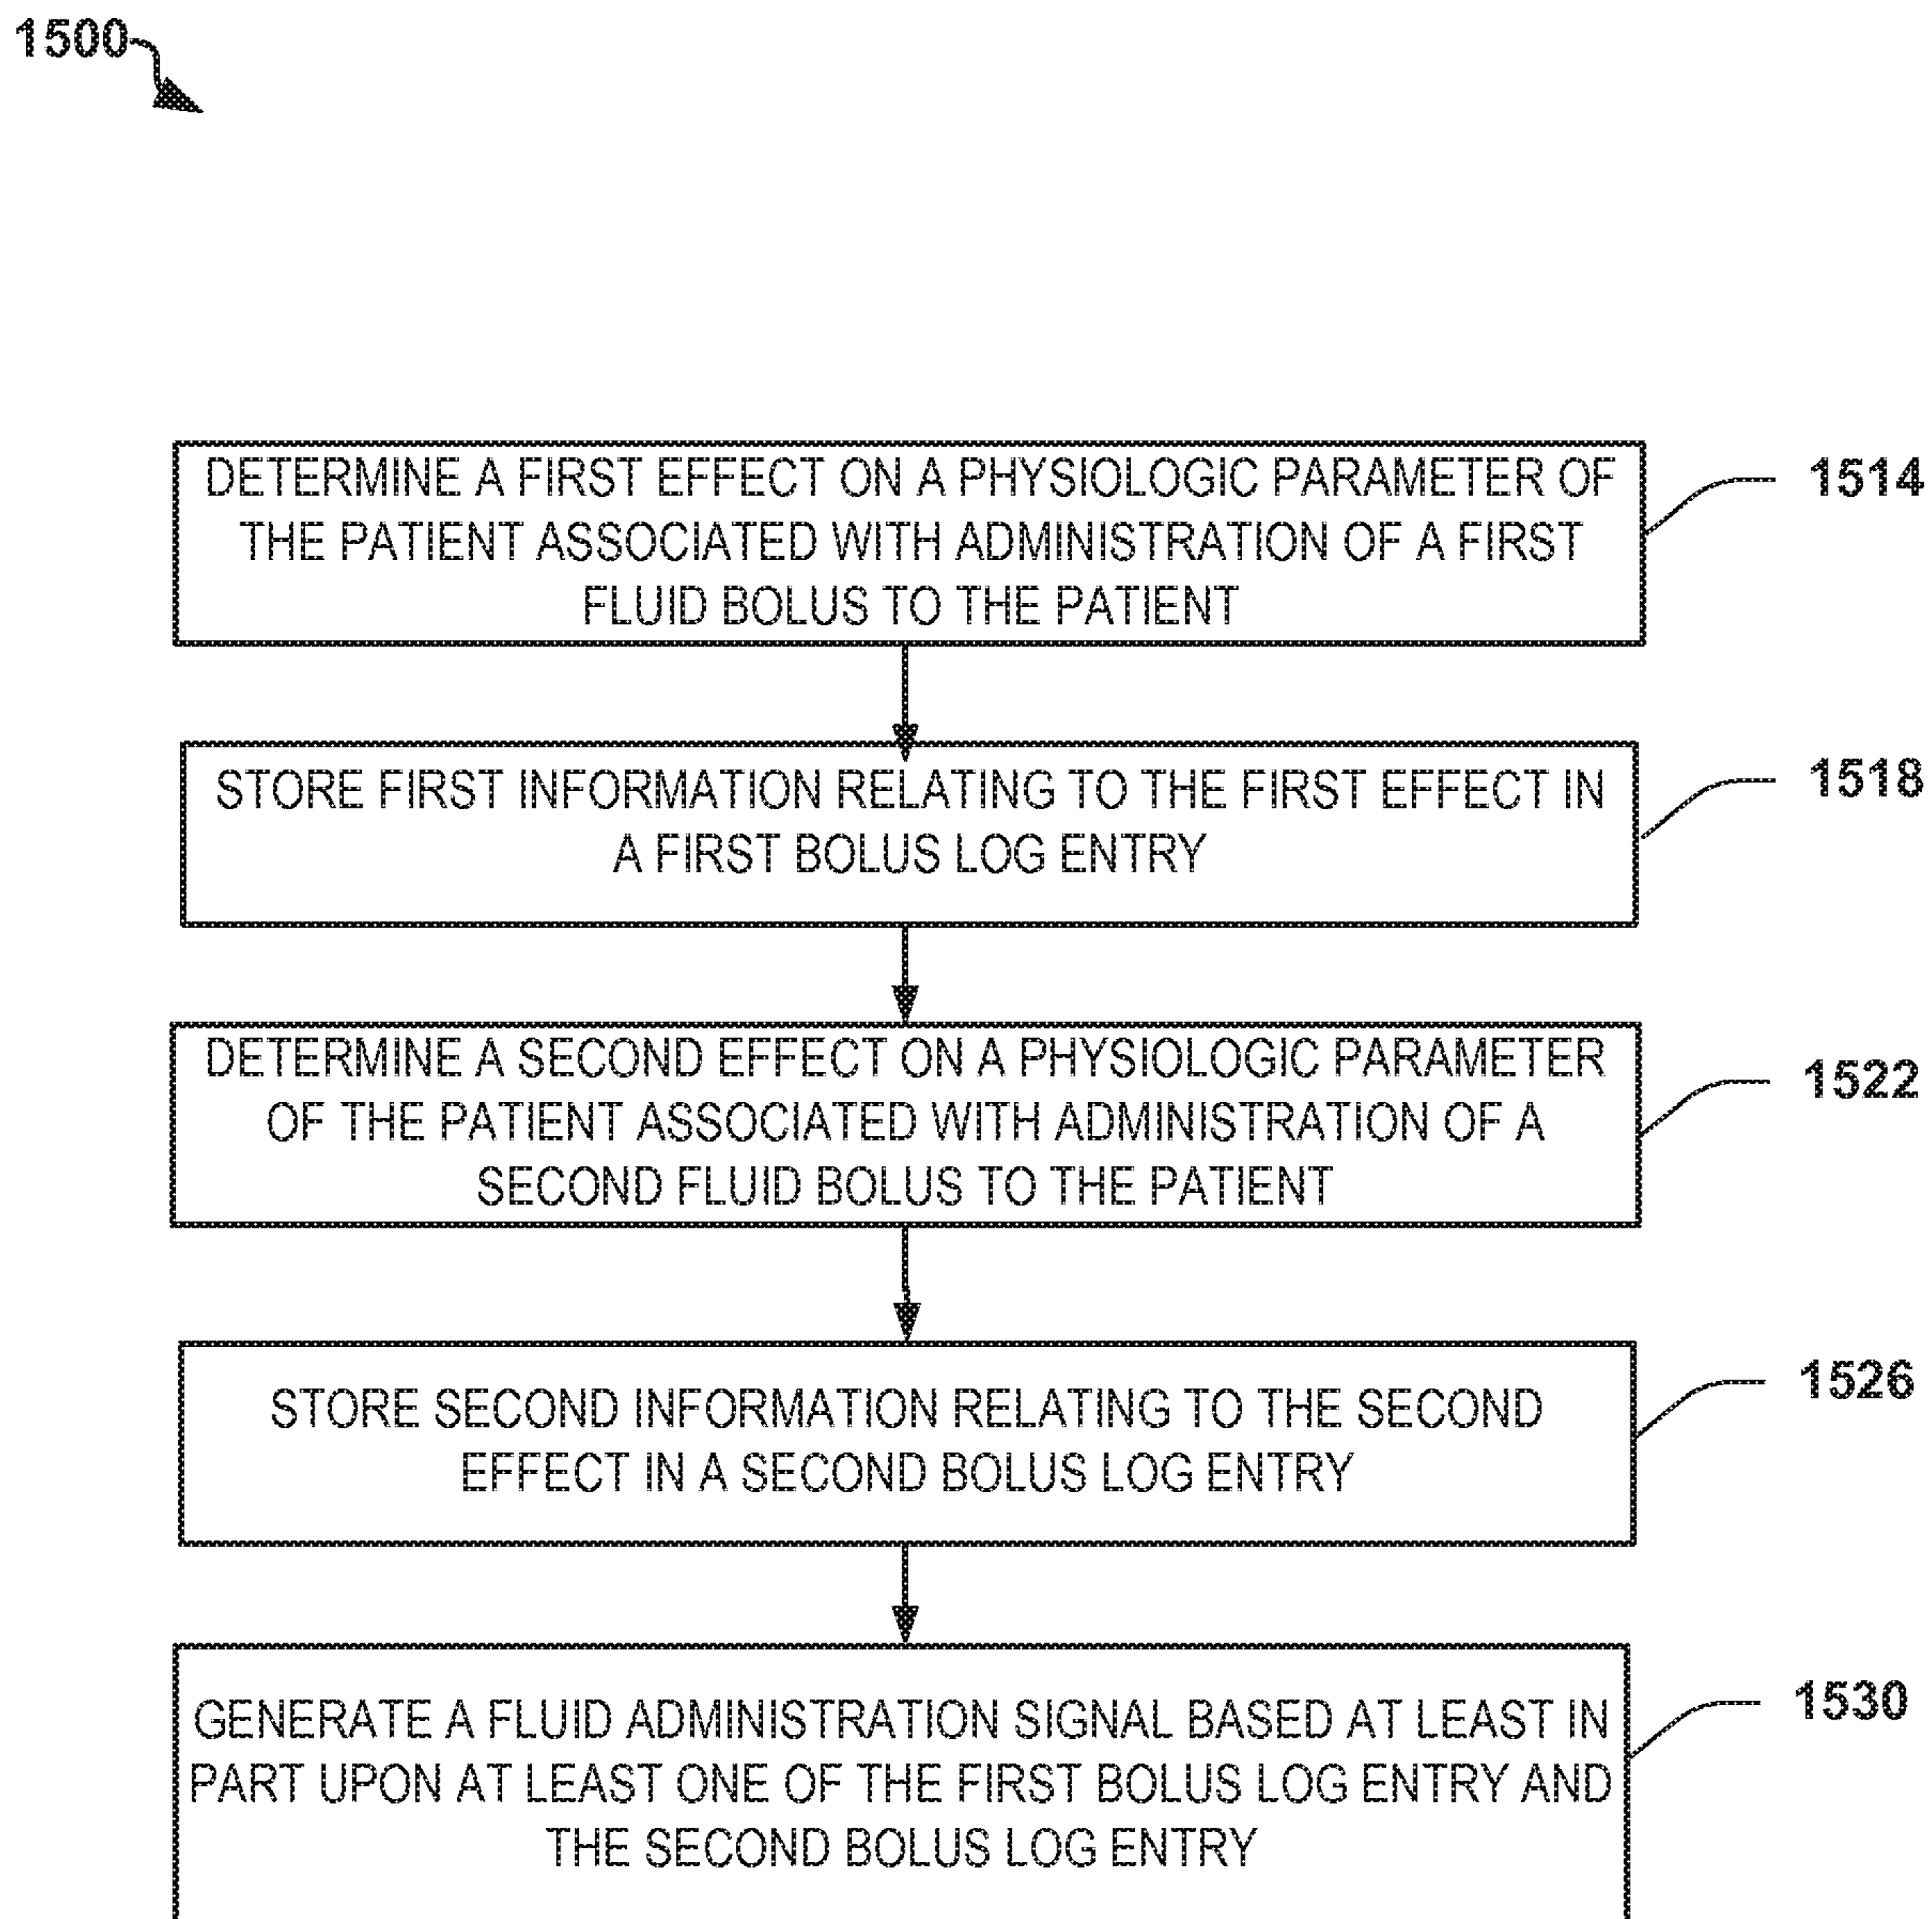 1500
DETERMINE A FIRST EFFECT ON A PHYSIOLOGIC PARAMETER OF
THE PATIENT ASSOCIATED WITH ADMINISTRATION OF A FIRST
FLUID BOLUS TO THE PATIENT
1514
STORE FIRST INFORMATION RELATING TO THE FIRST EFFECT IN
A FIRST BOLUS LOG ENTRY
1518
DETERMINE A SECOND EFFECT ON A PHYSIOLOGIC PARAMETER
OF THE PATIENT ASSOCIATED WITH ADMINISTRATION OF A
SECOND FLUID BOLUS TO THE PATIENT
1522
STORE SECOND INFORMATION RELATING TO THE SECOND
EFFECT IN A SECOND BOLUS LOG ENTRY
1526
GENERATE A FLUID ADMINISTRATION SIGNAL BASED AT LEAST IN
PART UPON AT LEAST ONE OF THE FIRST BOLUS LOG ENTRY AND
THE SECOND BOLUS LOG ENTRY
1530